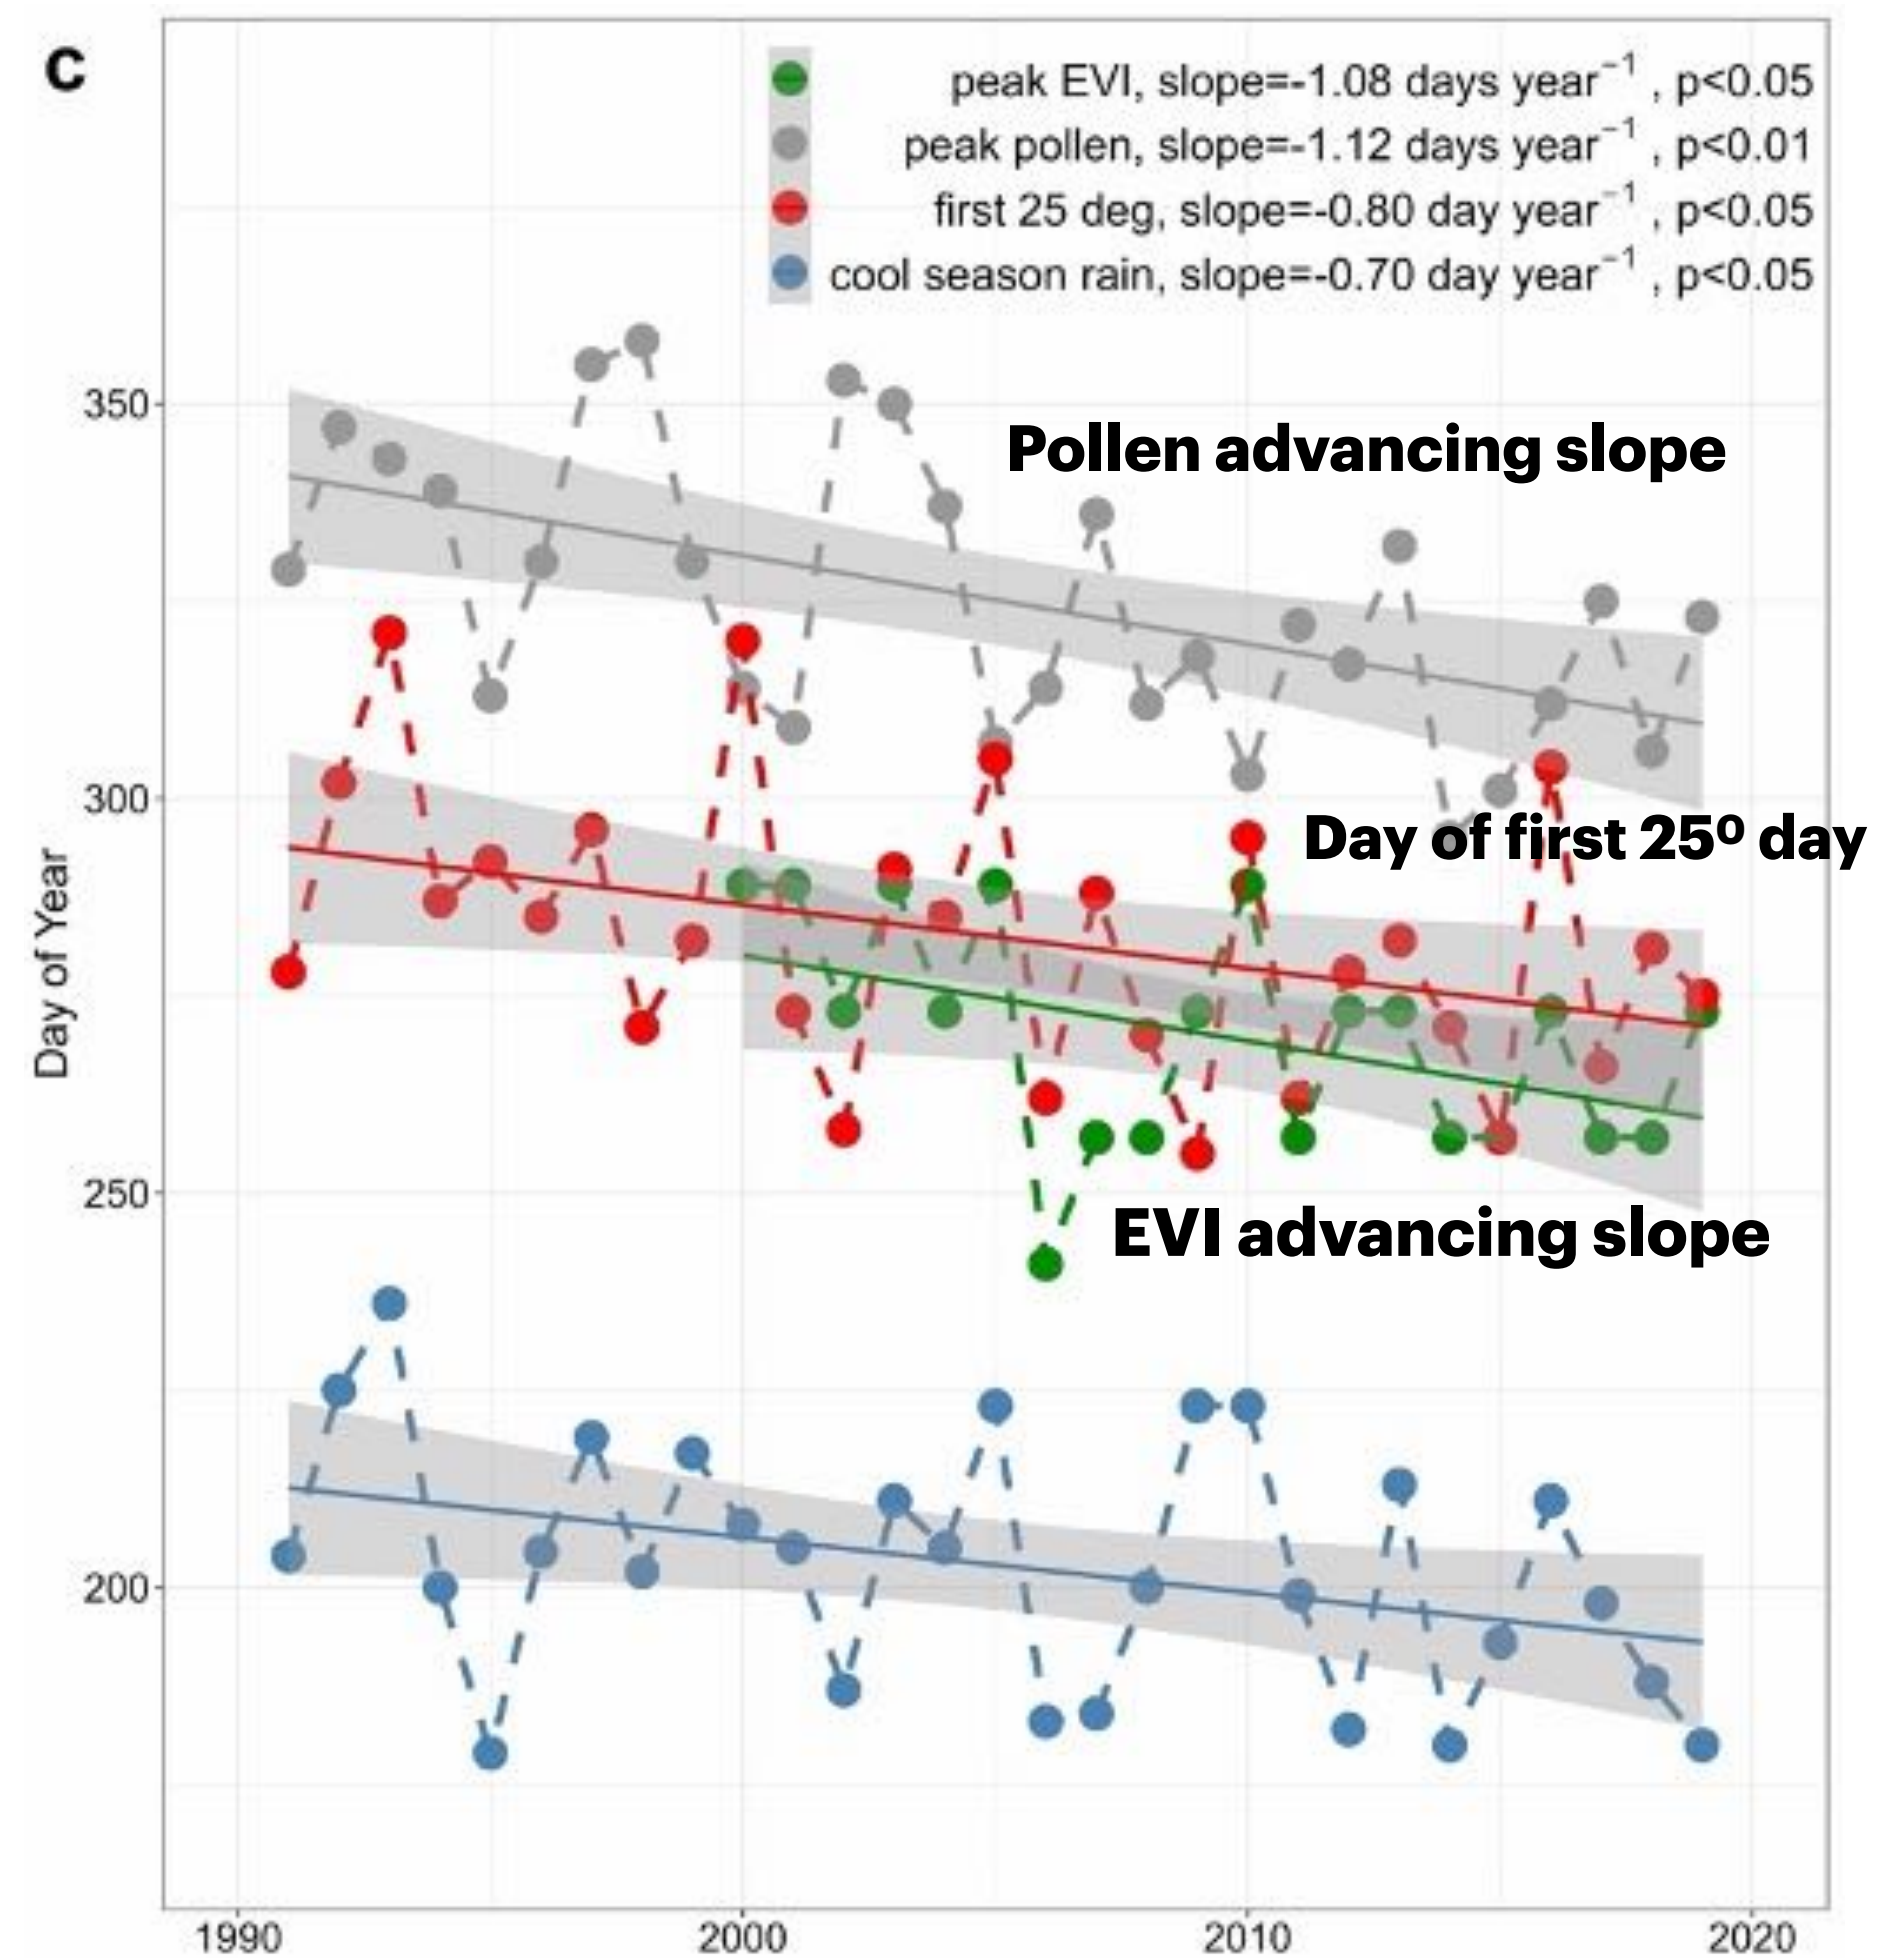 c
peak EVI, slope=-1.08 days year⁻¹ , p<0.05
peak pollen, slope=-1.12 days year⁻¹ , p<0.01
first 25 deg, slope=-0.80 day year⁻¹ , p<0.05
cool season rain, slope=-0.70 day year⁻¹ , p<0.05
350
Pollen advancing slope
300
Day of first 25º day
Day of Year
250
EVI advancing slope
200
1990 2000 2010 2020